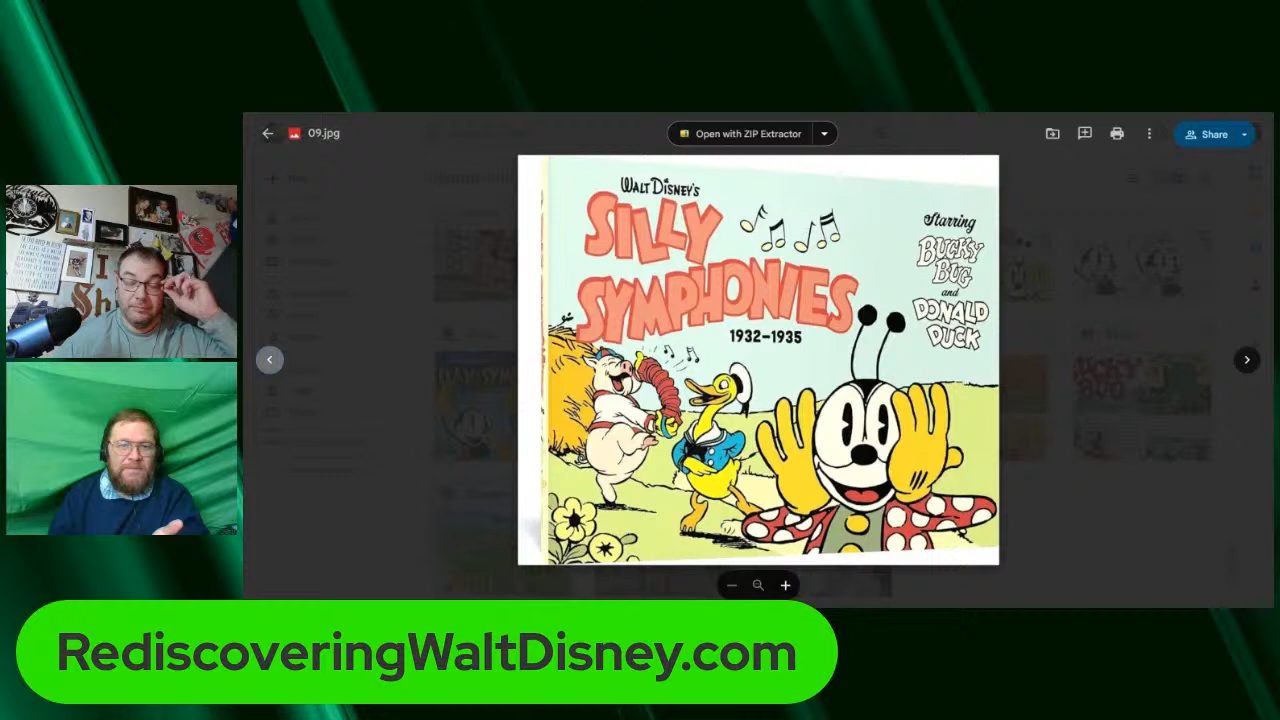 09.jpg
Open with ZIP Extractor
Share
WALT DISNEY'S
SILLY
SYMPHONIES
1932–1935
Starring
BUCKY
BUG
and
DONALD
DUCK
RediscoveringWaltDisney.com